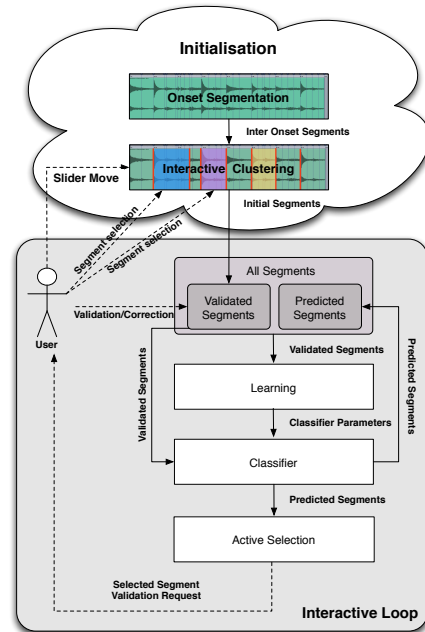 Initialisation
Onset Segmentation
Inter Onset Segments
Interactive Clustering
Slider Move
Initial Segments
Segment selection
Segment selection
All Segments
Validated
Segments
Predicted
Segments
Validation/Correction
User
Validated Segments
Validated Segments
Predicted Segments
Learning
Classifier Parameters
Classifier
Predicted Segments
Active Selection
Selected Segment
Validation Request
Interactive Loop